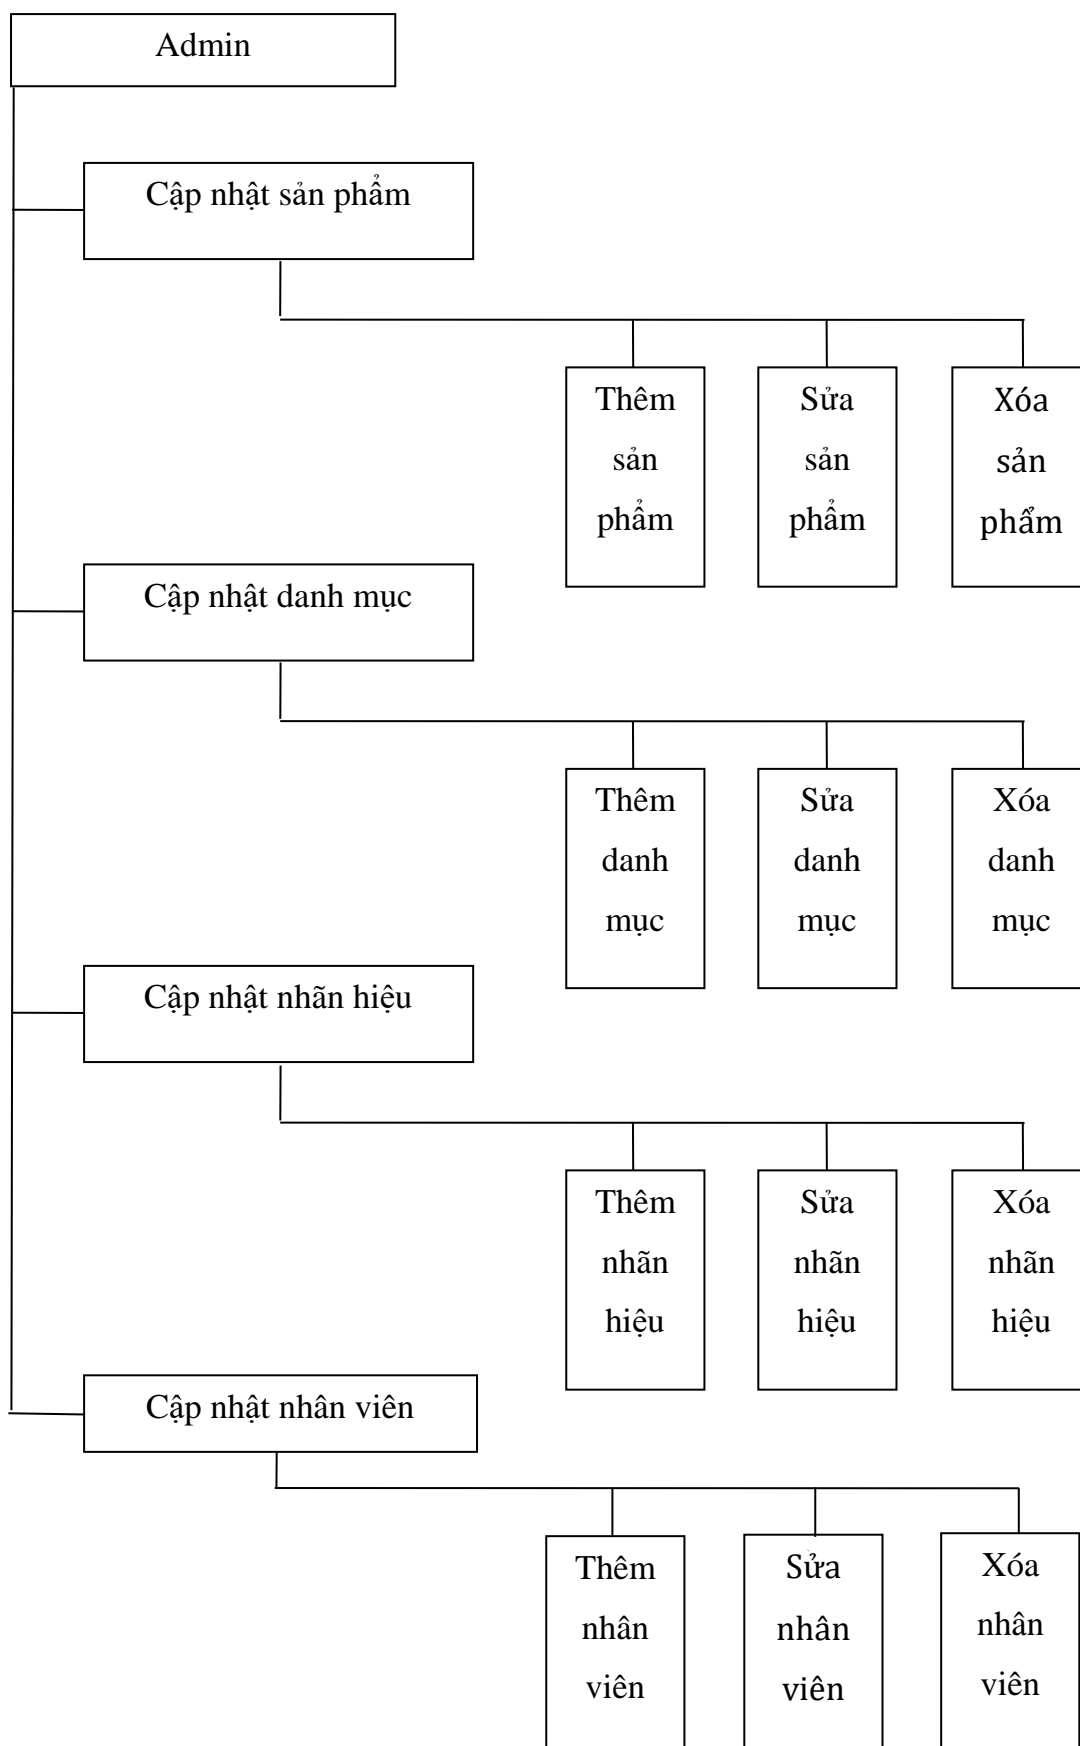 Admin
Cập nhật sản phẩm
Thêm
sản
phẩm
Sửa
sản
phẩm
Xóa
sản
phẩm
Cập nhật danh mục
Thêm
danh
mục
Sửa
danh
mục
Xóa
danh
mục
Cập nhật nhãn hiệu
Thêm
nhãn
hiệu
Sửa
nhãn
hiệu
Xóa
nhãn
hiệu
Cập nhật nhân viên
Thêm
nhân
viên
Sửa
nhân
viên
Xóa
nhân
viên